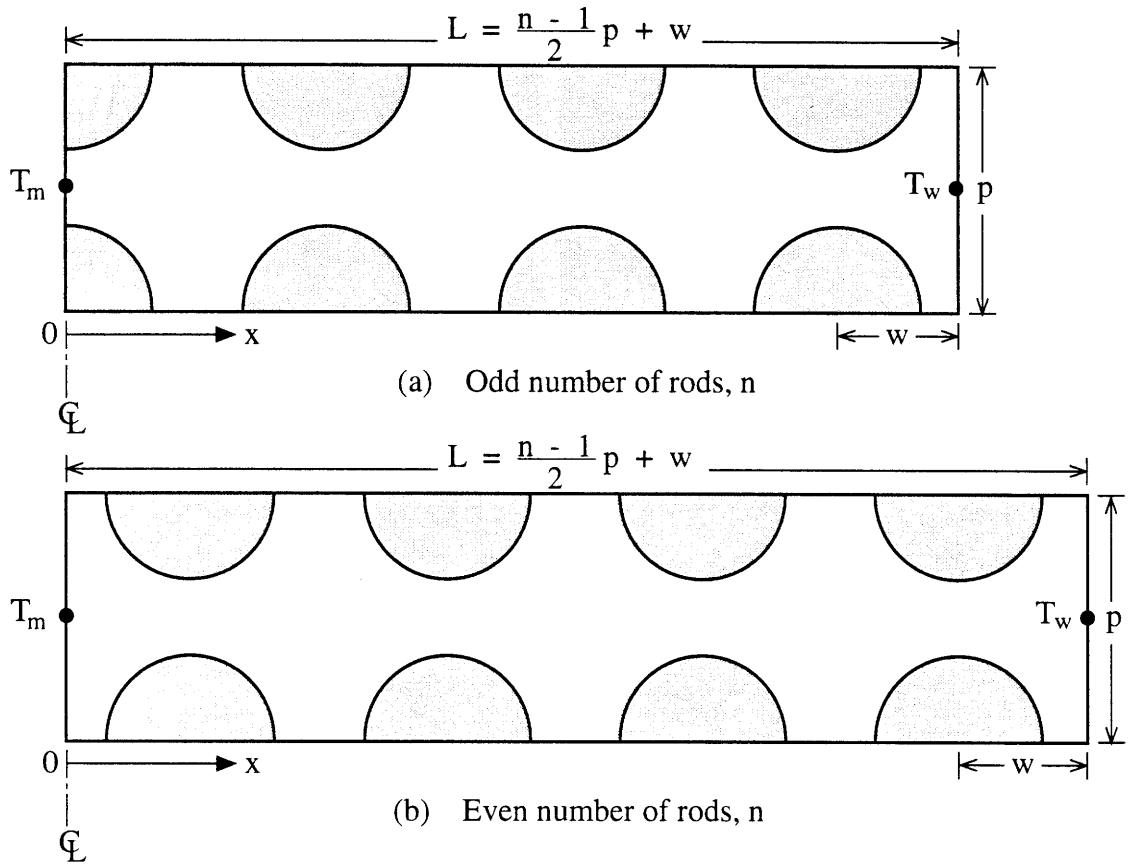 L = n - 1 / 2 p + w
T_m
T_w
p
0
x
w
(a) Odd number of rods, n
℄
L = n - 1 / 2 p + w
T_m
T_w
p
0
x
w
(b) Even number of rods, n
℄